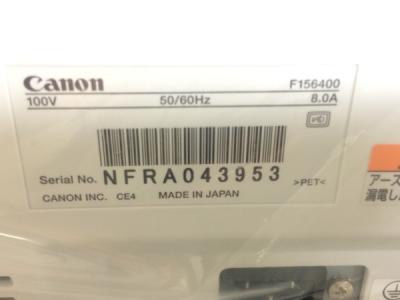 Canon
F156400
100V 50/60Hz 8.0A
Serial No. NFRA043953 >PET<
CANON INC. CE4 MADE IN JAPAN
アース
漏電し